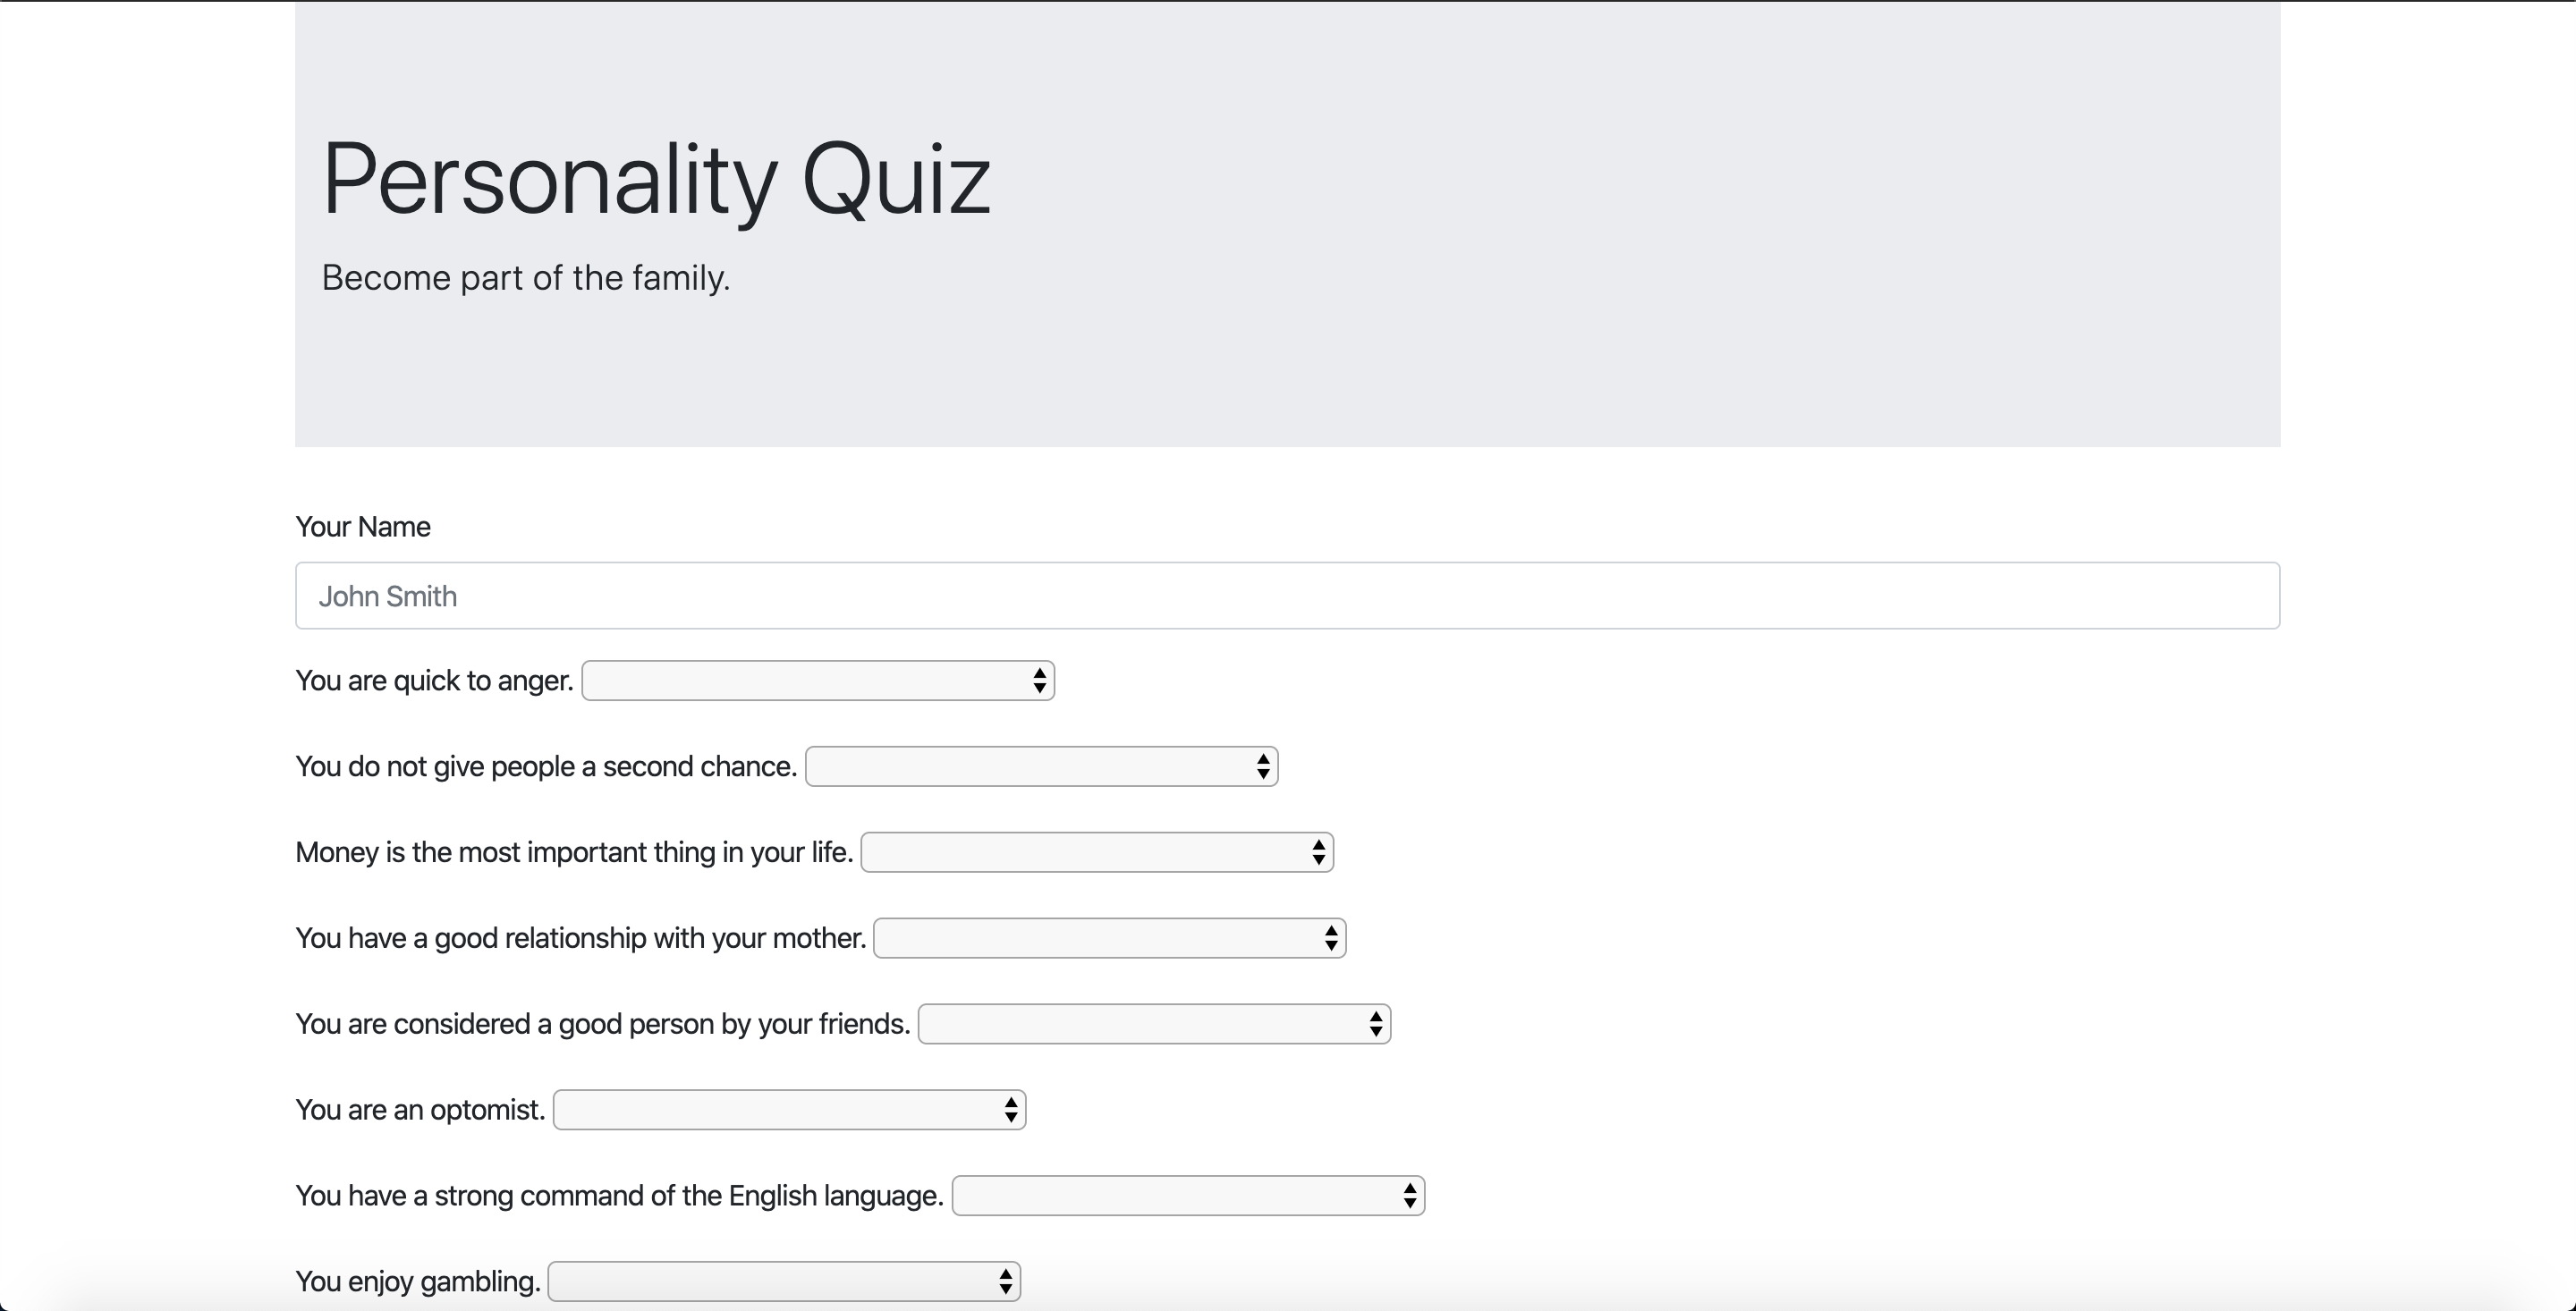 Personality Quiz
Become part of the family.
Your Name
John Smith
You are quick to anger.
You do not give people a second chance.
Money is the most important thing in your life.
You have a good relationship with your mother.
You are considered a good person by your friends.
You are an optomist.
You have a strong command of the English language.
You enjoy gambling.